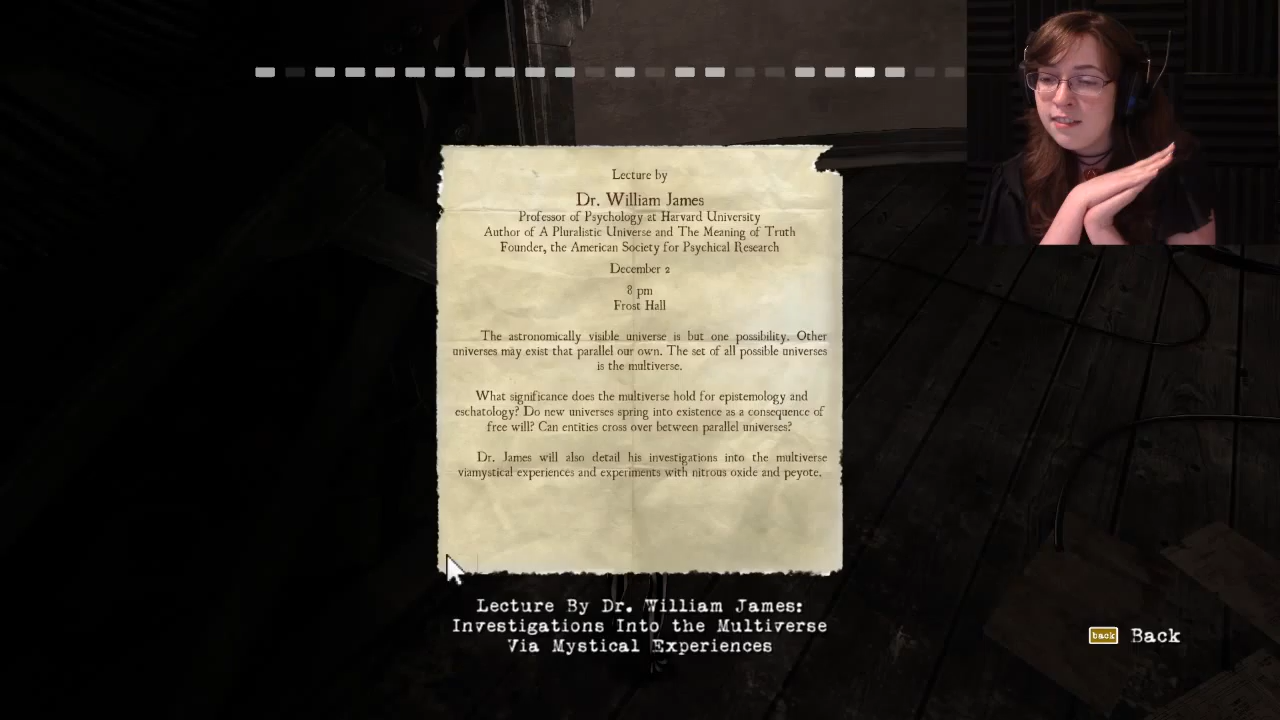 Lecture by
Dr. William James
Professor of Psychology at Harvard University
Author of A Pluralistic Universe and The Meaning of Truth
Founder, the American Society for Psychical Research
December 2
8 pm
Frost Hall
The astronomically visible universe is but one possibility. Other
universes may exist that parallel our own. The set of all possible universes
is the multiverse.
What significance does the multiverse hold for epistemology and
eschatology? Do new universes spring into existence as a consequence of
free will? Can entities cross over between parallel universes?
Dr. James will also detail his investigations into the multiverse
viamystical experiences and experiments with nitrous oxide and peyote.
Lecture By Dr. William James:
Investigations Into the Multiverse
Via Mystical Experiences
back Back